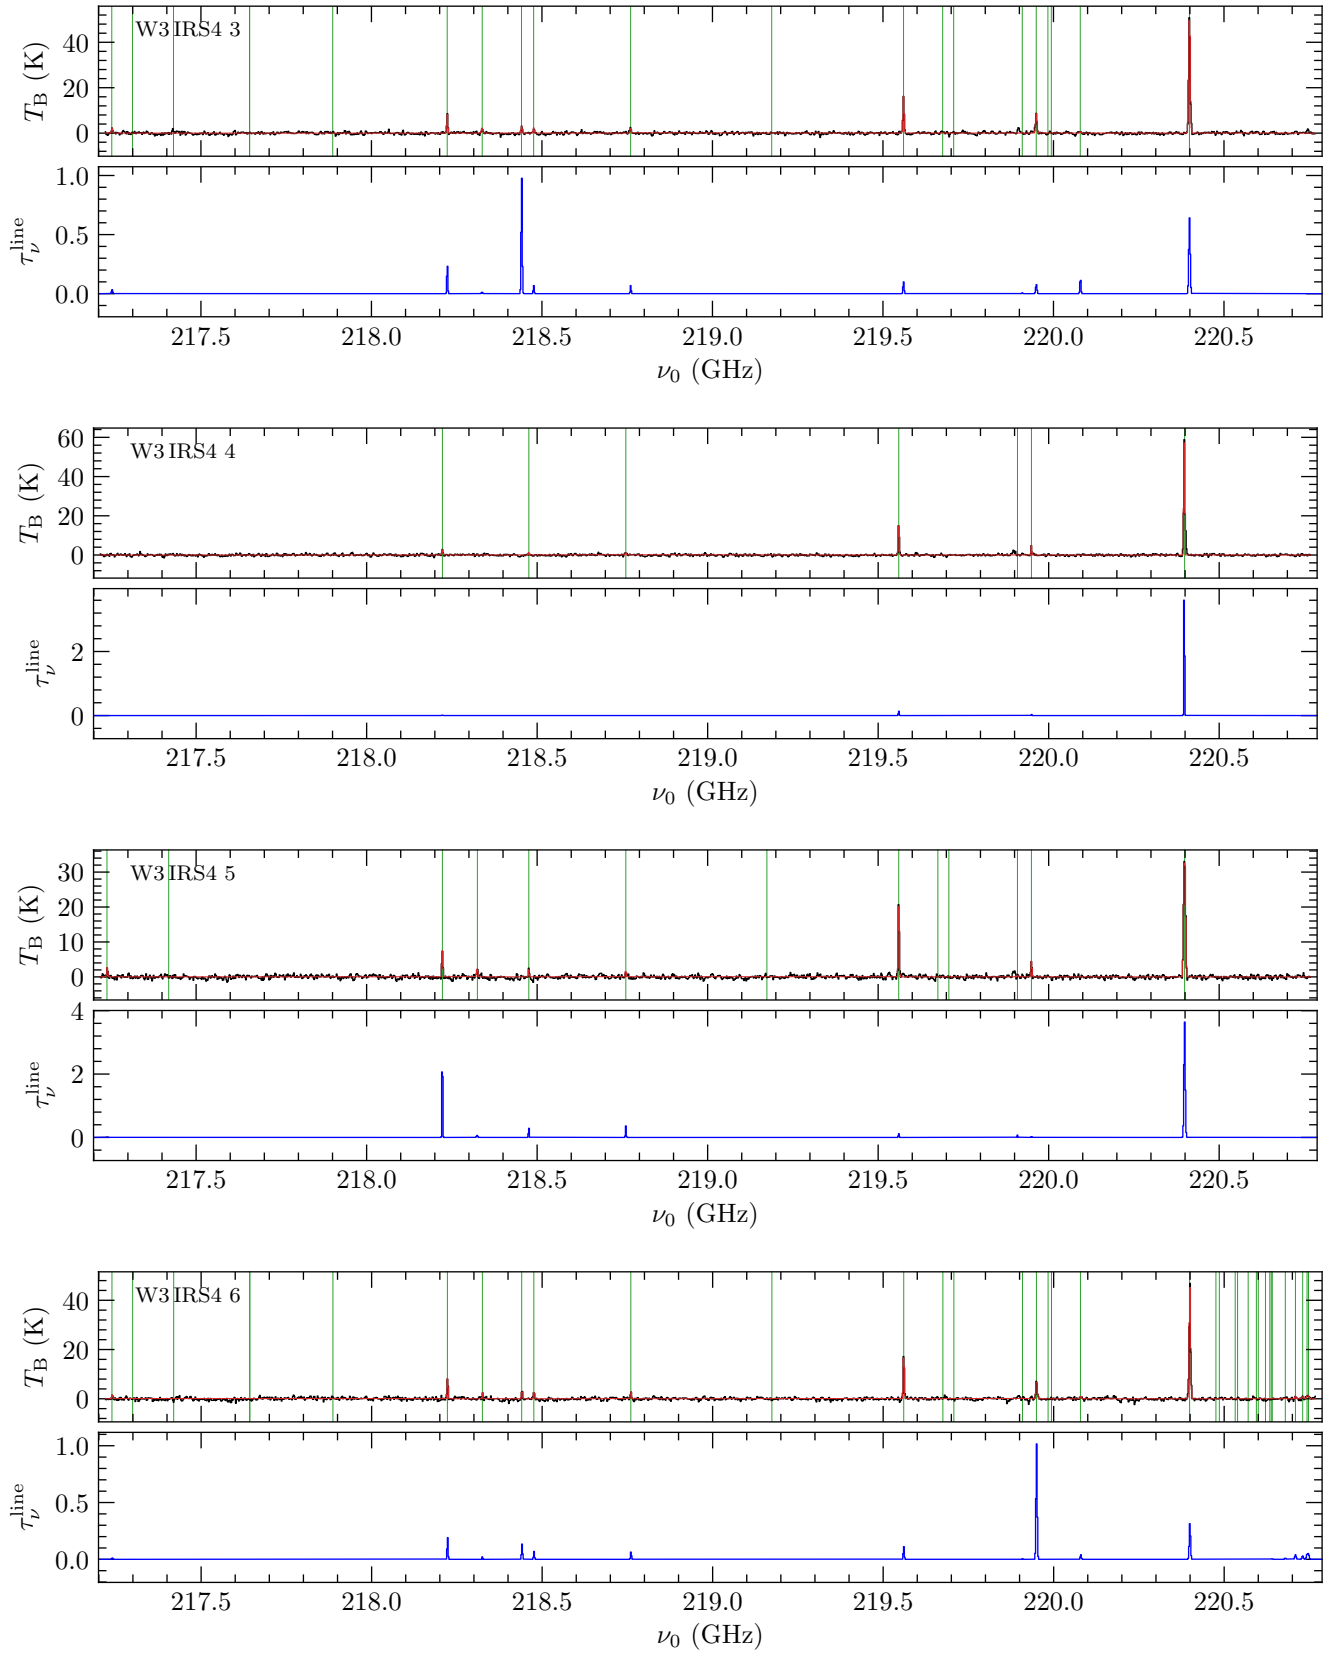 W3 IRS4 3
T_B (K)
40
20
0
τ_ν^line
1.0
0.5
0.0
217.5 218.0 218.5 219.0 219.5 220.0 220.5
ν_0 (GHz)
W3 IRS4 4
T_B (K)
60
40
20
0
τ_ν^line
2
0
217.5 218.0 218.5 219.0 219.5 220.0 220.5
ν_0 (GHz)
W3 IRS4 5
T_B (K)
30
20
10
0
τ_ν^line
4
2
0
217.5 218.0 218.5 219.0 219.5 220.0 220.5
ν_0 (GHz)
W3 IRS4 6
T_B (K)
40
20
0
τ_ν^line
1.0
0.5
0.0
217.5 218.0 218.5 219.0 219.5 220.0 220.5
ν_0 (GHz)